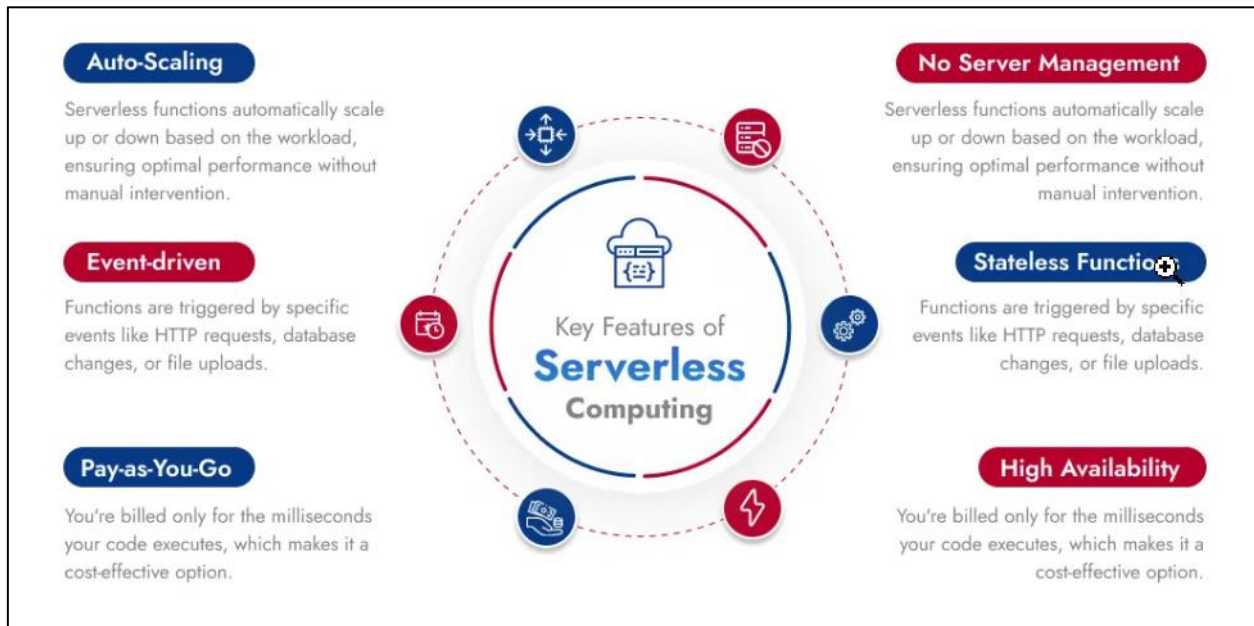 Auto-Scaling
Serverless functions automatically scale
up or down based on the workload,
ensuring optimal performance without
manual intervention.
Event-driven
Functions are triggered by specific
events like HTTP requests, database
changes, or file uploads.
Pay-as-You-Go
You're billed only for the milliseconds
your code executes, which makes it a
cost-effective option.
Key Features of
Serverless
Computing
No Server Management
Serverless functions automatically scale
up or down based on the workload,
ensuring optimal performance without
manual intervention.
Stateless Functions
Functions are triggered by specific
events like HTTP requests, database
changes, or file uploads.
High Availability
You're billed only for the milliseconds
your code executes, which makes it a
cost-effective option.